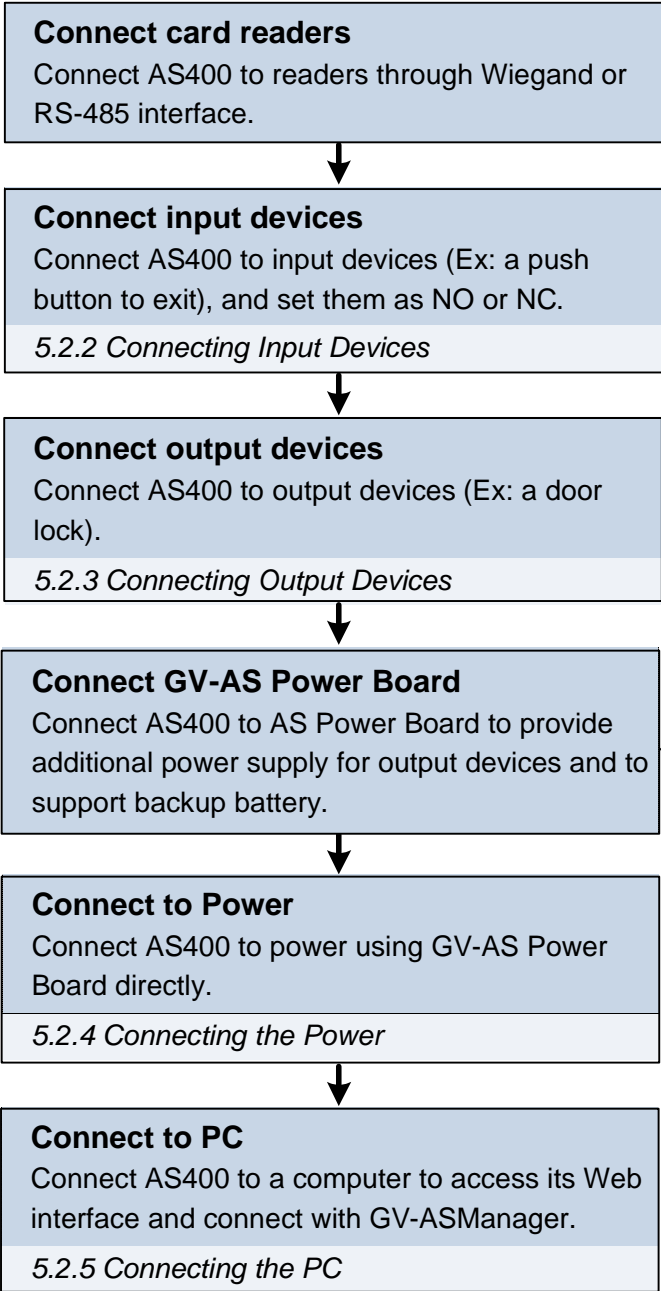 Connect card readers
Connect AS400 to readers through Wiegand or
RS-485 interface.
Connect input devices
Connect AS400 to input devices (Ex: a push
button to exit), and set them as NO or NC.
5.2.2 Connecting Input Devices
Connect output devices
Connect AS400 to output devices (Ex: a door
lock).
5.2.3 Connecting Output Devices
Connect GV-AS Power Board
Connect AS400 to AS Power Board to provide
additional power supply for output devices and to
support backup battery.
Connect to Power
Connect AS400 to power using GV-AS Power
Board directly.
5.2.4 Connecting the Power
Connect to PC
Connect AS400 to a computer to access its Web
interface and connect with GV-ASManager.
5.2.5 Connecting the PC